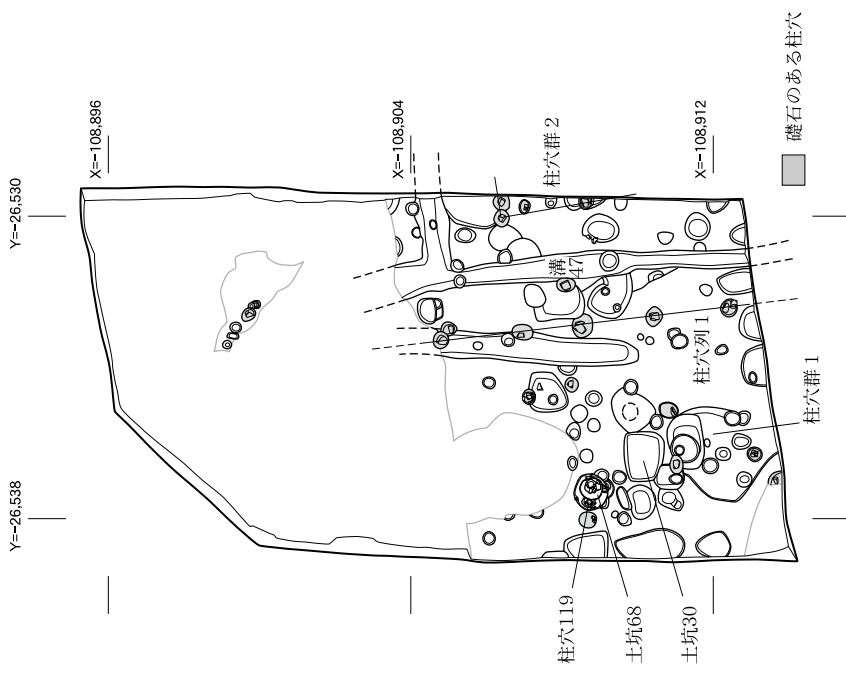 X=-108,896
X=-108,904
X=-108,912
Y=-26,530
Y=-26,538
礎石のある柱穴
柱穴群2
溝
47
柱穴列1
柱穴群1
柱穴119
土坑68
土坑30